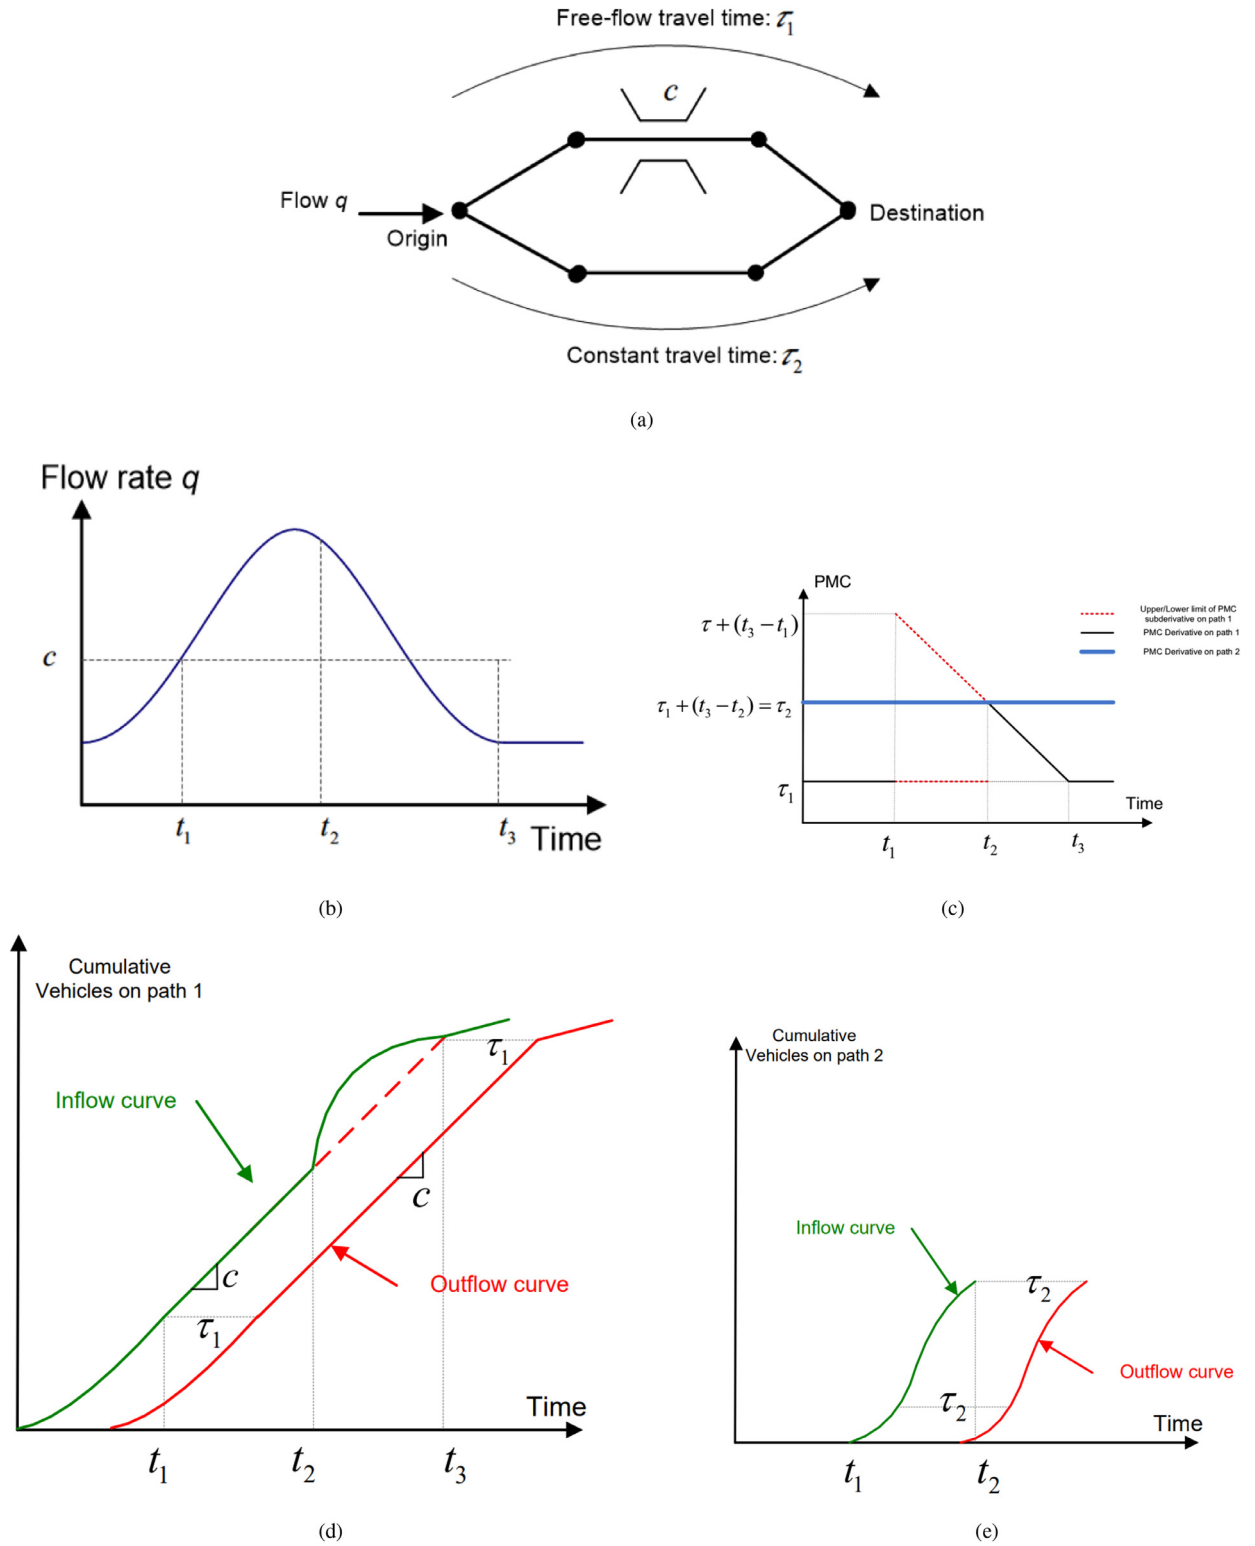 Free-flow travel time: τ₁
c
Flow q
Origin
Destination
Constant travel time: τ₂
(a)
Flow rate q
c
t₁
t₂
t₃
Time
(b)
PMC
τ + (t₃ − t₁)
τ₁ + (t₃ − t₂) = τ₂
τ₁
Time
t₁
t₂
t₃
Upper/Lower limit of PMC
subderivative on path 1
PMC Derivative on path 1
PMC Derivative on path 2
(c)
Cumulative
Vehicles on path 1
τ₁
Inflow curve
c
c
Outflow curve
τ₁
Time
t₁
t₂
t₃
(d)
Cumulative
Vehicles on path 2
Inflow curve
τ₂
Outflow curve
τ₂
Time
t₁
t₂
(e)